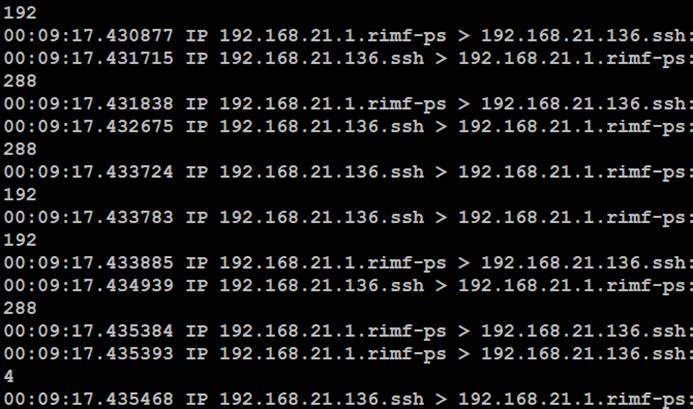 192
00:09:17.430877 IP 192.168.21.1.rimf-ps > 192.168.21.136.ssh:
00:09:17.431715 IP 192.168.21.136.ssh > 192.168.21.1.rimf-ps:
288
00:09:17.431838 IP 192.168.21.1.rimf-ps > 192.168.21.136.ssh:
00:09:17.432675 IP 192.168.21.136.ssh > 192.168.21.1.rimf-ps:
288
00:09:17.433724 IP 192.168.21.136.ssh > 192.168.21.1.rimf-ps:
192
00:09:17.433783 IP 192.168.21.136.ssh > 192.168.21.1.rimf-ps:
192
00:09:17.433885 IP 192.168.21.1.rimf-ps > 192.168.21.136.ssh:
00:09:17.434939 IP 192.168.21.136.ssh > 192.168.21.1.rimf-ps:
288
00:09:17.435384 IP 192.168.21.1.rimf-ps > 192.168.21.136.ssh:
00:09:17.435393 IP 192.168.21.1.rimf-ps > 192.168.21.136.ssh:
4
00:09:17.435468 IP 192.168.21.136.ssh > 192.168.21.1.rimf-ps: